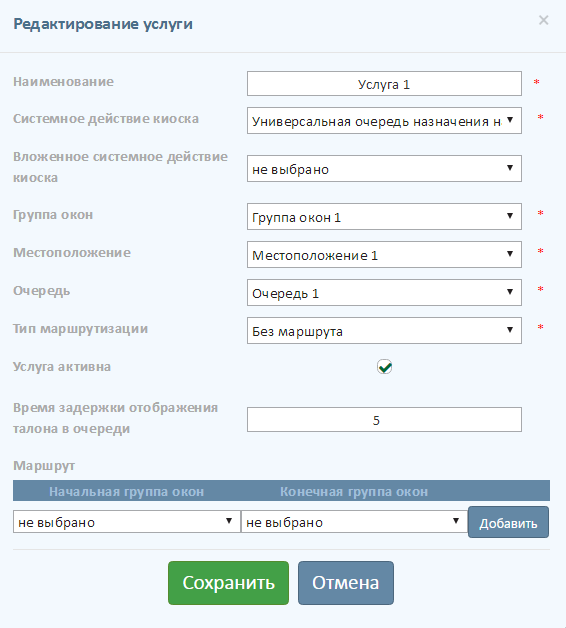 Редактирование услуги ×
Наименование Услуга 1 *
Системное действие киоска Универсальная очередь назначения *
Вложенное системное действие
киоска
не выбрано
Группа окон Группа окон 1 *
Местоположение Местоположение 1 *
Очередь Очередь 1 *
Тип маршрутизации Без маршрута *
Услуга активна
Время задержки отображения
талона в очереди
5
Маршрут
Начальная группа окон Конечная группа окон
не выбрано не выбрано Добавить
Сохранить Отмена